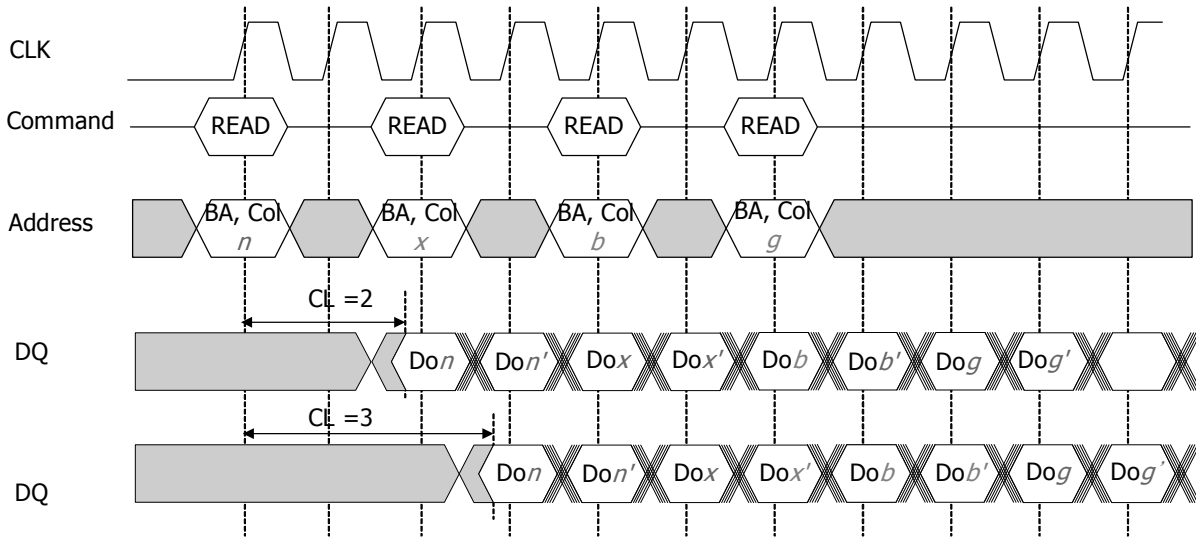 CLK
Command READ READ READ READ
Address BA, Col BA, Col BA, Col BA, Col
n x b g
CL =2
DQ Don Don' Dox Dox' Dob Dob' Dog Dog'
CL =3
DQ Don Don' Dox Dox' Dob Dob' Dog Dog'